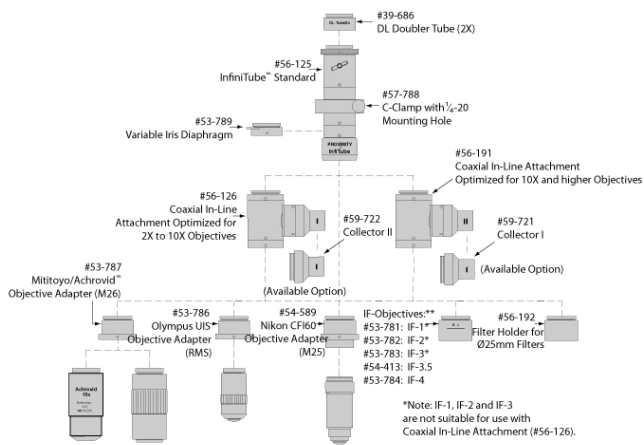 #39-686
DL Doubler Tube (2X)
#56-125
InfiniTube™ Standard
#57-788
C-Clamp with ¼-20
Mounting Hole
#53-789
Variable Iris Diaphragm
PROXIMITY
InfiniTube
#56-191
Coaxial In-Line Attachment
Optimized for 10X and higher Objectives
#56-126
Coaxial In-Line
Attachment Optimized for
2X to 10X Objectives
I
II
#59-722
Collector II
#59-721
Collector I
I
I
(Available Option)
(Available Option)
#53-787
Mititoyo/Achrovid™
Objective Adapter (M26)
#53-786
Olympus UIS
Objective Adapter
(RMS)
#54-589
Nikon CFI60
Objective Adapter
(M25)
IF-Objectives:**
#53-781: IF-1*
#53-782: IF-2*
#53-783: IF-3*
#54-413: IF-3.5
#53-784: IF-4
#56-192
Filter Holder for
Ø25mm Filters
Achroid
10x
*Note: IF-1, IF-2 and IF-3
are not suitable for use with
Coaxial In-Line Attachment (#56-126).